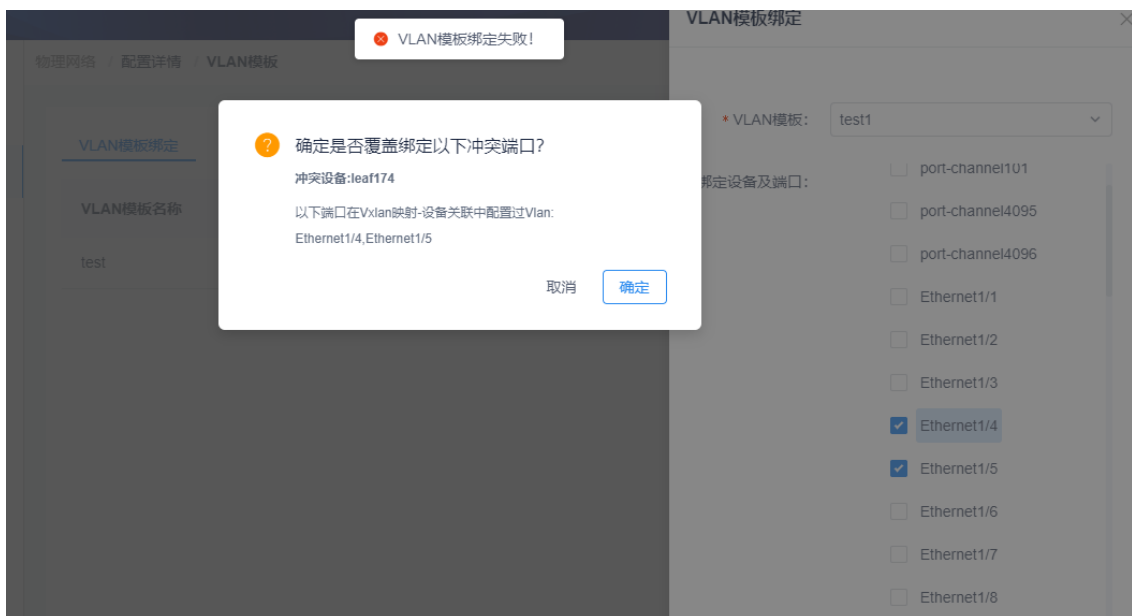 VLAN模板绑定
VLAN模板绑定失败!
物理网络 / 配置详情 / VLAN模板
VLAN模板绑定
VLAN模板名称
test
确定是否覆盖绑定以下冲突端口?
冲突设备:leaf174
以下端口在Vxlan映射-设备关联中配置过Vlan:
Ethernet1/4,Ethernet1/5
取消 确定
* VLAN模板: test1
绑定设备及端口:
port-channel101
port-channel4095
port-channel4096
Ethernet1/1
Ethernet1/2
Ethernet1/3
Ethernet1/4
Ethernet1/5
Ethernet1/6
Ethernet1/7
Ethernet1/8